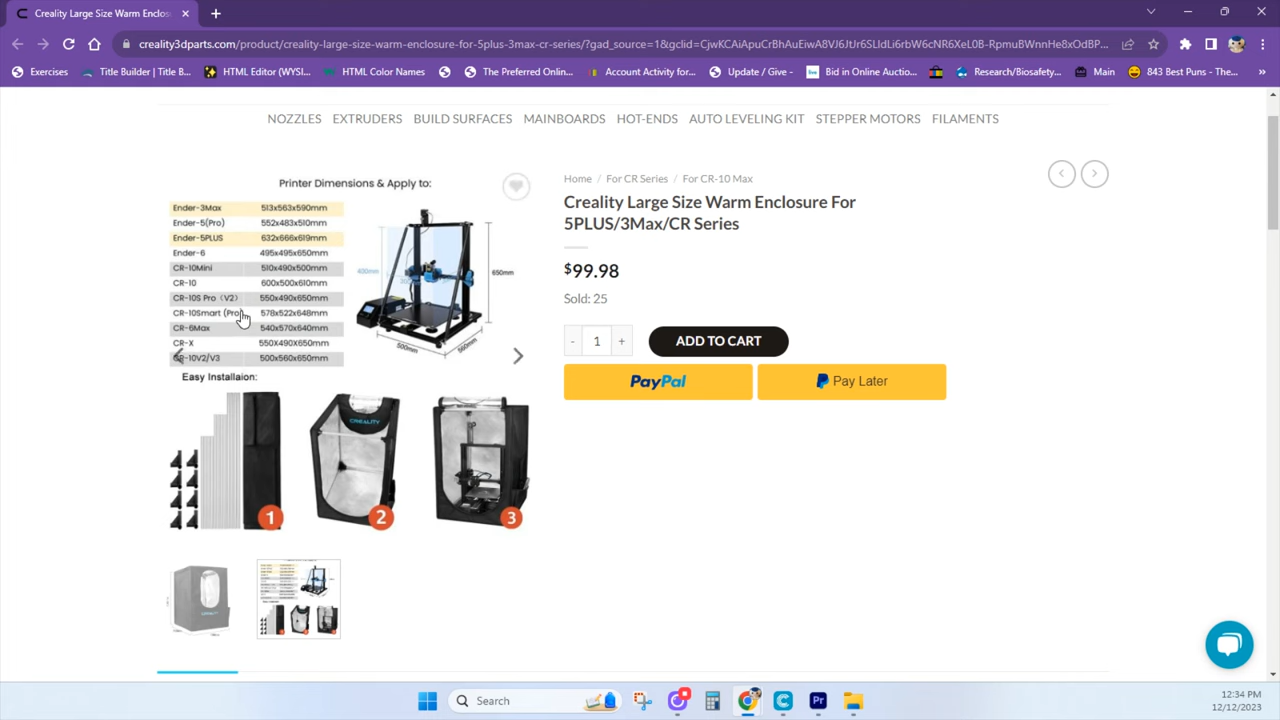 Creality Large Size Warm Enclos
creality3dparts.com/product/creality-large-size-warm-enclosure-for-5plus-3max-cr-series/?gad_source=1&gclid=CjwKCAiApuCrBhAuEiwA8VJ6JtJr6SLIdLi6rbW6cNR6XeL0B-RpmuBWnnHe8xOdBP...
Exercises
Title Builder | Title B...
HTML Editor (WYSI...
HTML Color Names
The Preferred Onlin...
Account Activity for...
Update / Give -
Bid in Online Auctio...
Research/Biosafety...
Main
843 Best Puns - The...
NOZZLES EXTRUDERS BUILD SURFACES MAINBOARDS HOT-ENDS AUTO LEVELING KIT STEPPER MOTORS FILAMENTS
Printer Dimensions & Apply to:
Ender-3Max 513x563x590mm
Ender-5(Pro) 552x483x510mm
Ender-5PLUS 632x666x619mm
Ender-6 495x495x650mm
CR-10Mini 510x490x500mm
CR-10 600x500x610mm
CR-10S Pro（V2） 550x490x650mm
CR-10Smart (Pro) 578x522x648mm
CR-6Max 540x570x640mm
CR-X 550X490X650mm
CR-10V2/V3 500x560x650mm
650mm
500mm
560mm
Easy Installaion:
CREALITY
1
2
3
Home / For CR Series / For CR-10 Max
Creality Large Size Warm Enclosure For
5PLUS/3Max/CR Series
$99.98
Sold: 25
- 1 +
ADD TO CART
PayPal
PayPal Pay Later
Search
12:34 PM
12/12/2023